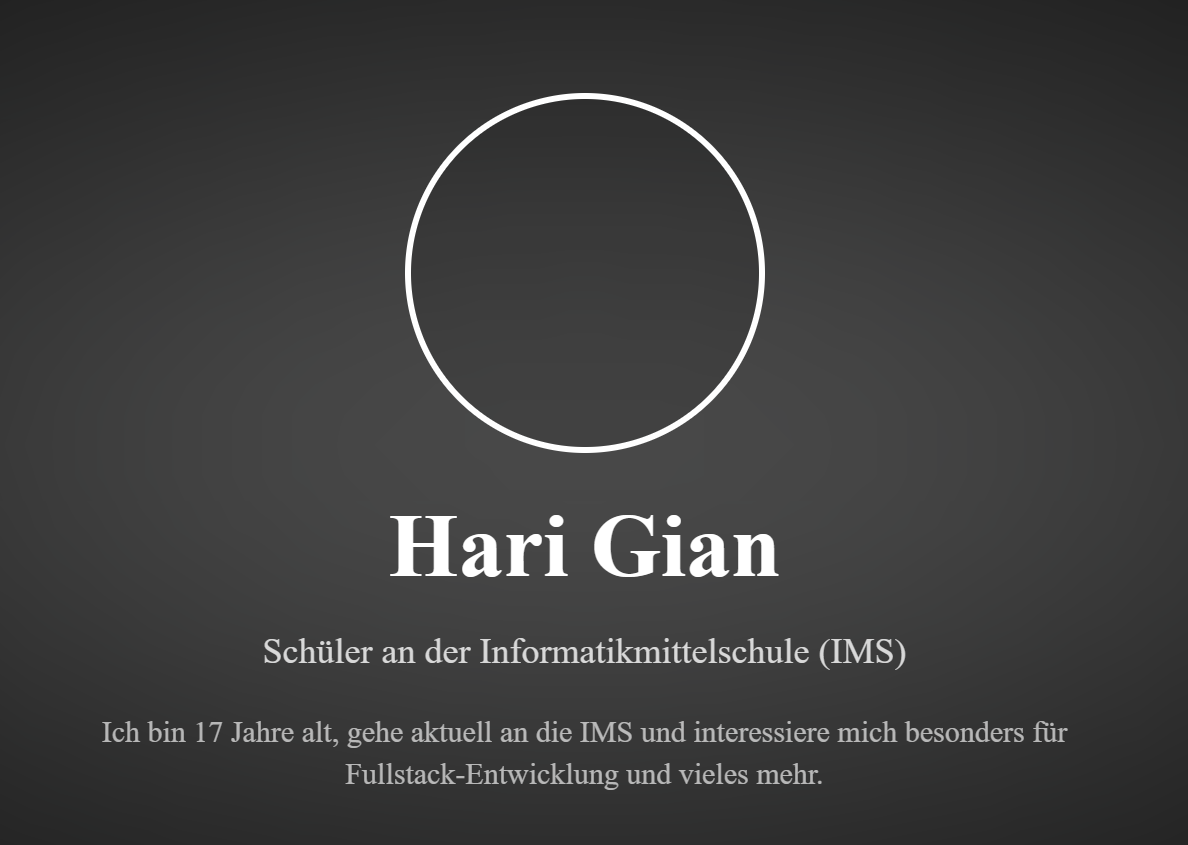 Hari Gian
Schüler an der Informatikmittelschule (IMS)
Ich bin 17 Jahre alt, gehe aktuell an die IMS und interessiere mich besonders für
Fullstack-Entwicklung und vieles mehr.